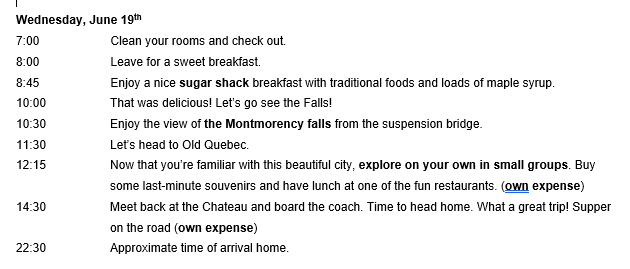 Wednesday, June 19th
7:00 Clean your rooms and check out.
8:00 Leave for a sweet breakfast.
8:45 Enjoy a nice sugar shack breakfast with traditional foods and loads of maple syrup.
10:00 That was delicious! Let's go see the Falls!
10:30 Enjoy the view of the Montmorency falls from the suspension bridge.
11:30 Let's head to Old Quebec.
12:15 Now that you're familiar with this beautiful city, explore on your own in small groups. Buy
some last-minute souvenirs and have lunch at one of the fun restaurants. (own expense)
14:30 Meet back at the Chateau and board the coach. Time to head home. What a great trip! Supper
on the road (own expense)
22:30 Approximate time of arrival home.